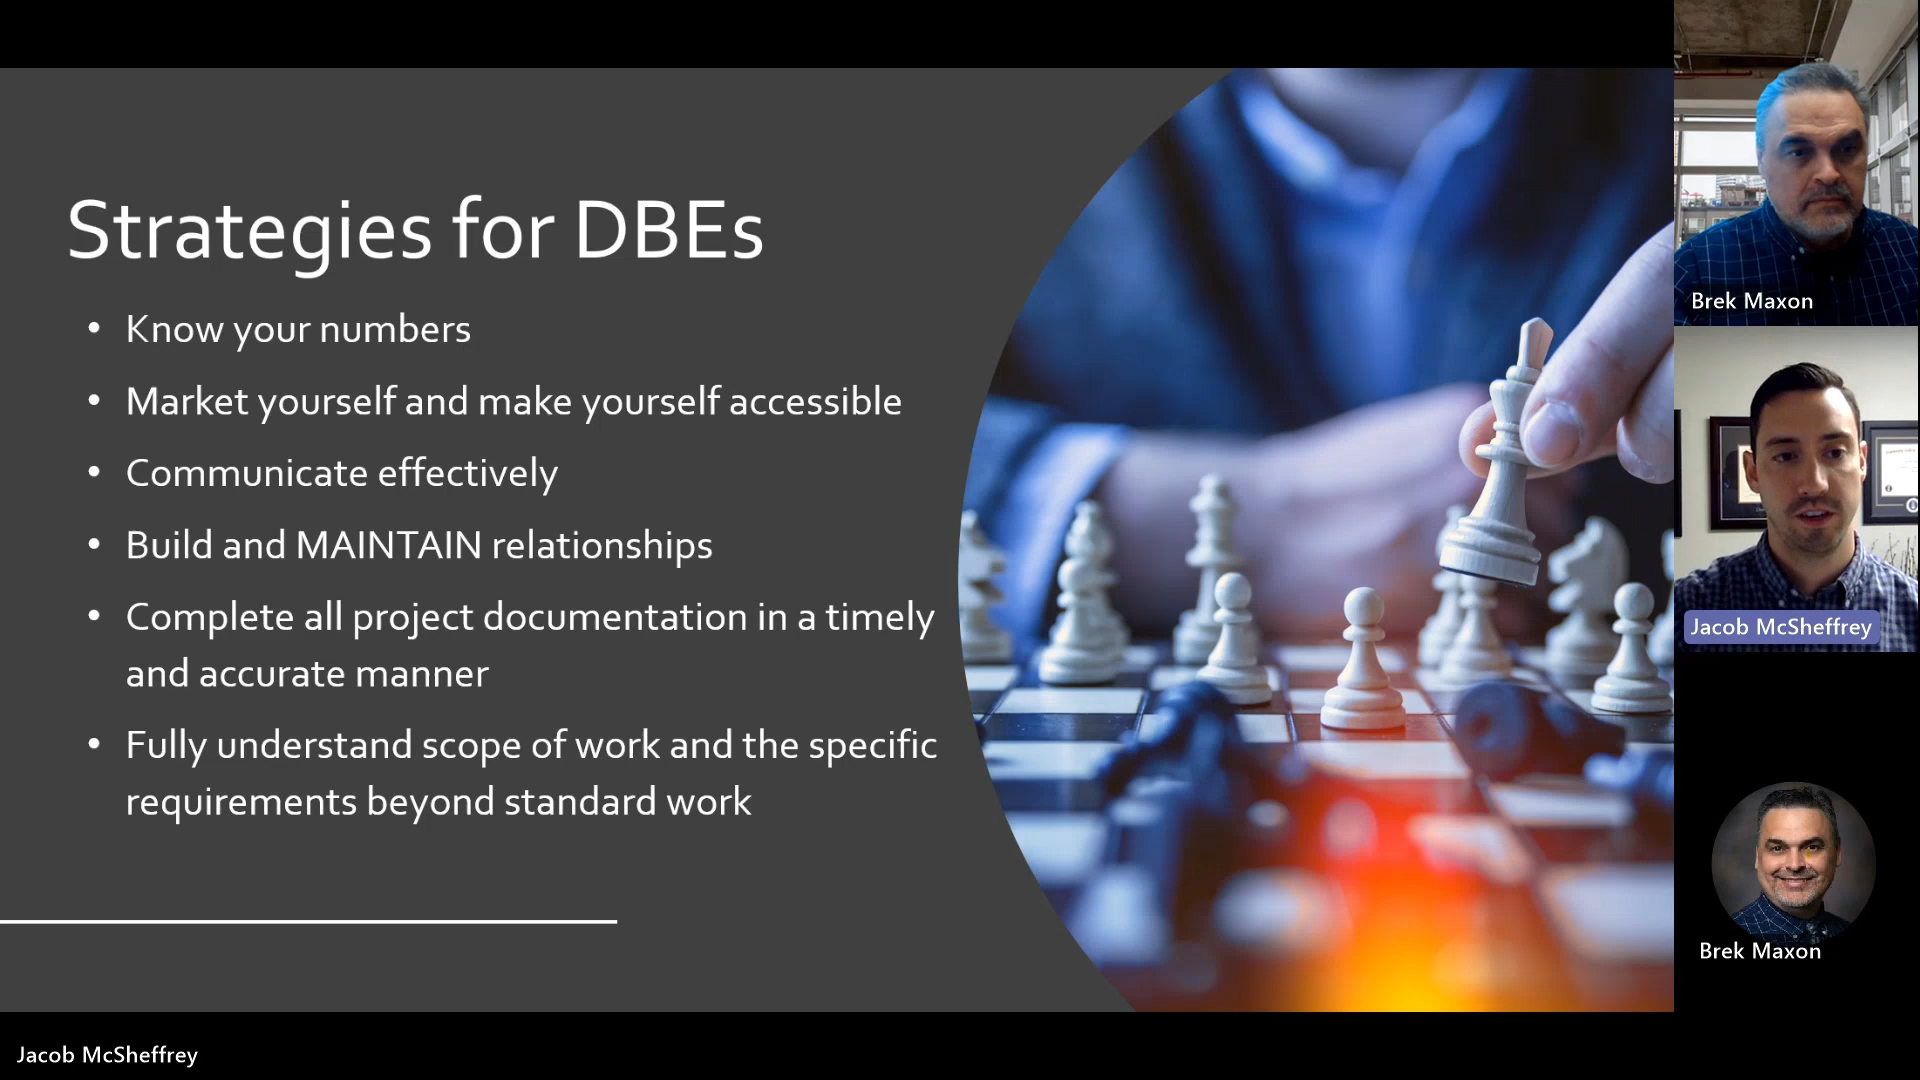 Strategies for DBEs
• Know your numbers
• Market yourself and make yourself accessible
• Communicate effectively
• Build and MAINTAIN relationships
• Complete all project documentation in a timely
and accurate manner
• Fully understand scope of work and the specific
requirements beyond standard work
Brek Maxon
Jacob McSheffrey
Brek Maxon
Jacob McSheffrey